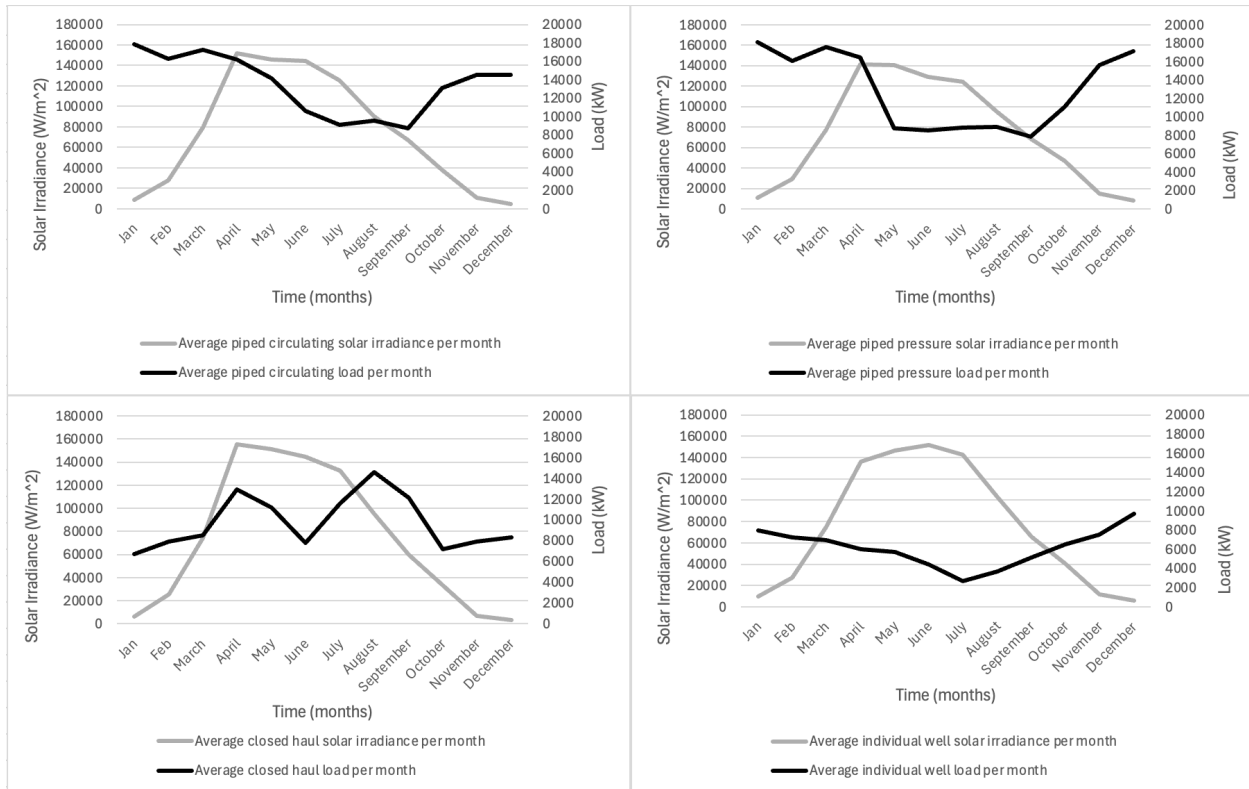 180000
160000
140000
120000
100000
80000
60000
40000
20000
0
Solar Irradiance (W/m^2)
20000
18000
16000
14000
12000
10000
8000
6000
4000
2000
0
Load (kW)
Jan
Feb
March
April
May
June
July
August
September
October
November
December
Time (months)
Average piped circulating solar irradiance per month
Average piped circulating load per month
180000
160000
140000
120000
100000
80000
60000
40000
20000
0
Solar Irradiance (W/m^2)
20000
18000
16000
14000
12000
10000
8000
6000
4000
2000
0
Load (kW)
Jan
Feb
March
April
May
June
July
August
September
October
November
December
Time (months)
Average piped pressure solar irradiance per month
Average piped pressure load per month
180000
160000
140000
120000
100000
80000
60000
40000
20000
0
Solar Irradiance (W/m^2)
20000
18000
16000
14000
12000
10000
8000
6000
4000
2000
0
Load (kW)
Jan
Feb
March
April
May
June
July
August
September
October
November
December
Time (months)
Average closed haul solar irradiance per month
Average closed haul load per month
180000
160000
140000
120000
100000
80000
60000
40000
20000
0
Solar Irradiance (W/m^2)
20000
18000
16000
14000
12000
10000
8000
6000
4000
2000
0
Load (kW)
Jan
Feb
March
April
May
June
July
August
September
October
November
December
Time (months)
Average individual well solar irradiance per month
Average individual well load per month